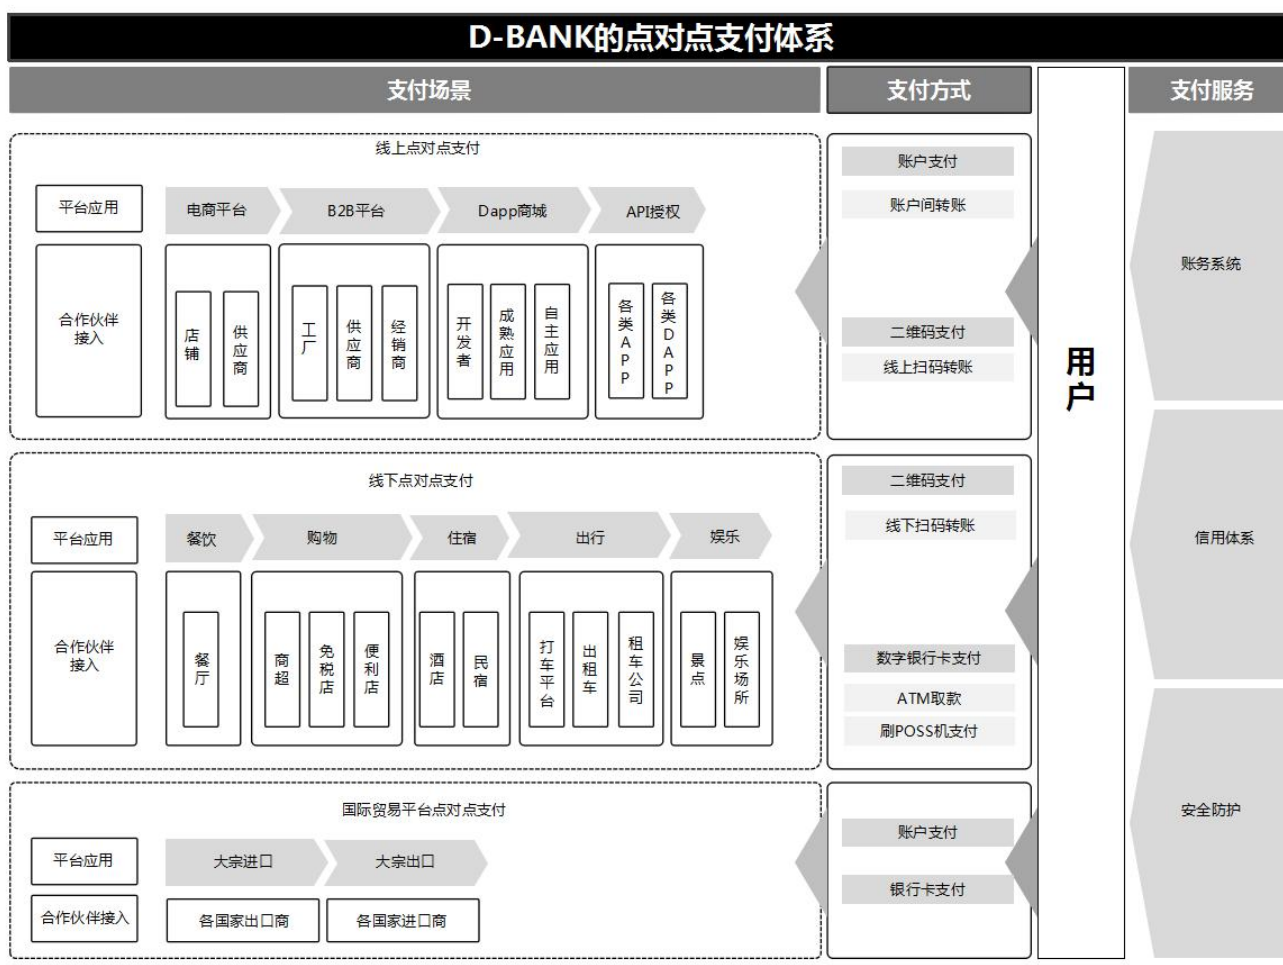 D-BANK的点对点支付体系
支付场景
支付方式
支付服务
线上点对点支付
平台应用
电商平台
B2B平台
Dapp商城
API授权
合作伙伴
接入
店铺
供应商
工厂
供应商
经销商
开发者
成熟应用
自主应用
各类APP
各类DAPP
账户支付
账户间转账
二维码支付
线上扫码转账
线下点对点支付
平台应用
餐饮
购物
住宿
出行
娱乐
合作伙伴
接入
餐厅
商超
免税店
便利店
酒店
民宿
打车平台
出租车
租车公司
景点
娱乐场所
二维码支付
线下扫码转账
数字银行卡支付
ATM取款
刷POSS机支付
国际贸易平台点对点支付
平台应用
大宗进口
大宗出口
合作伙伴接入
各国家出口商
各国家进口商
账户支付
银行卡支付
用户
账务系统
信用体系
安全防护